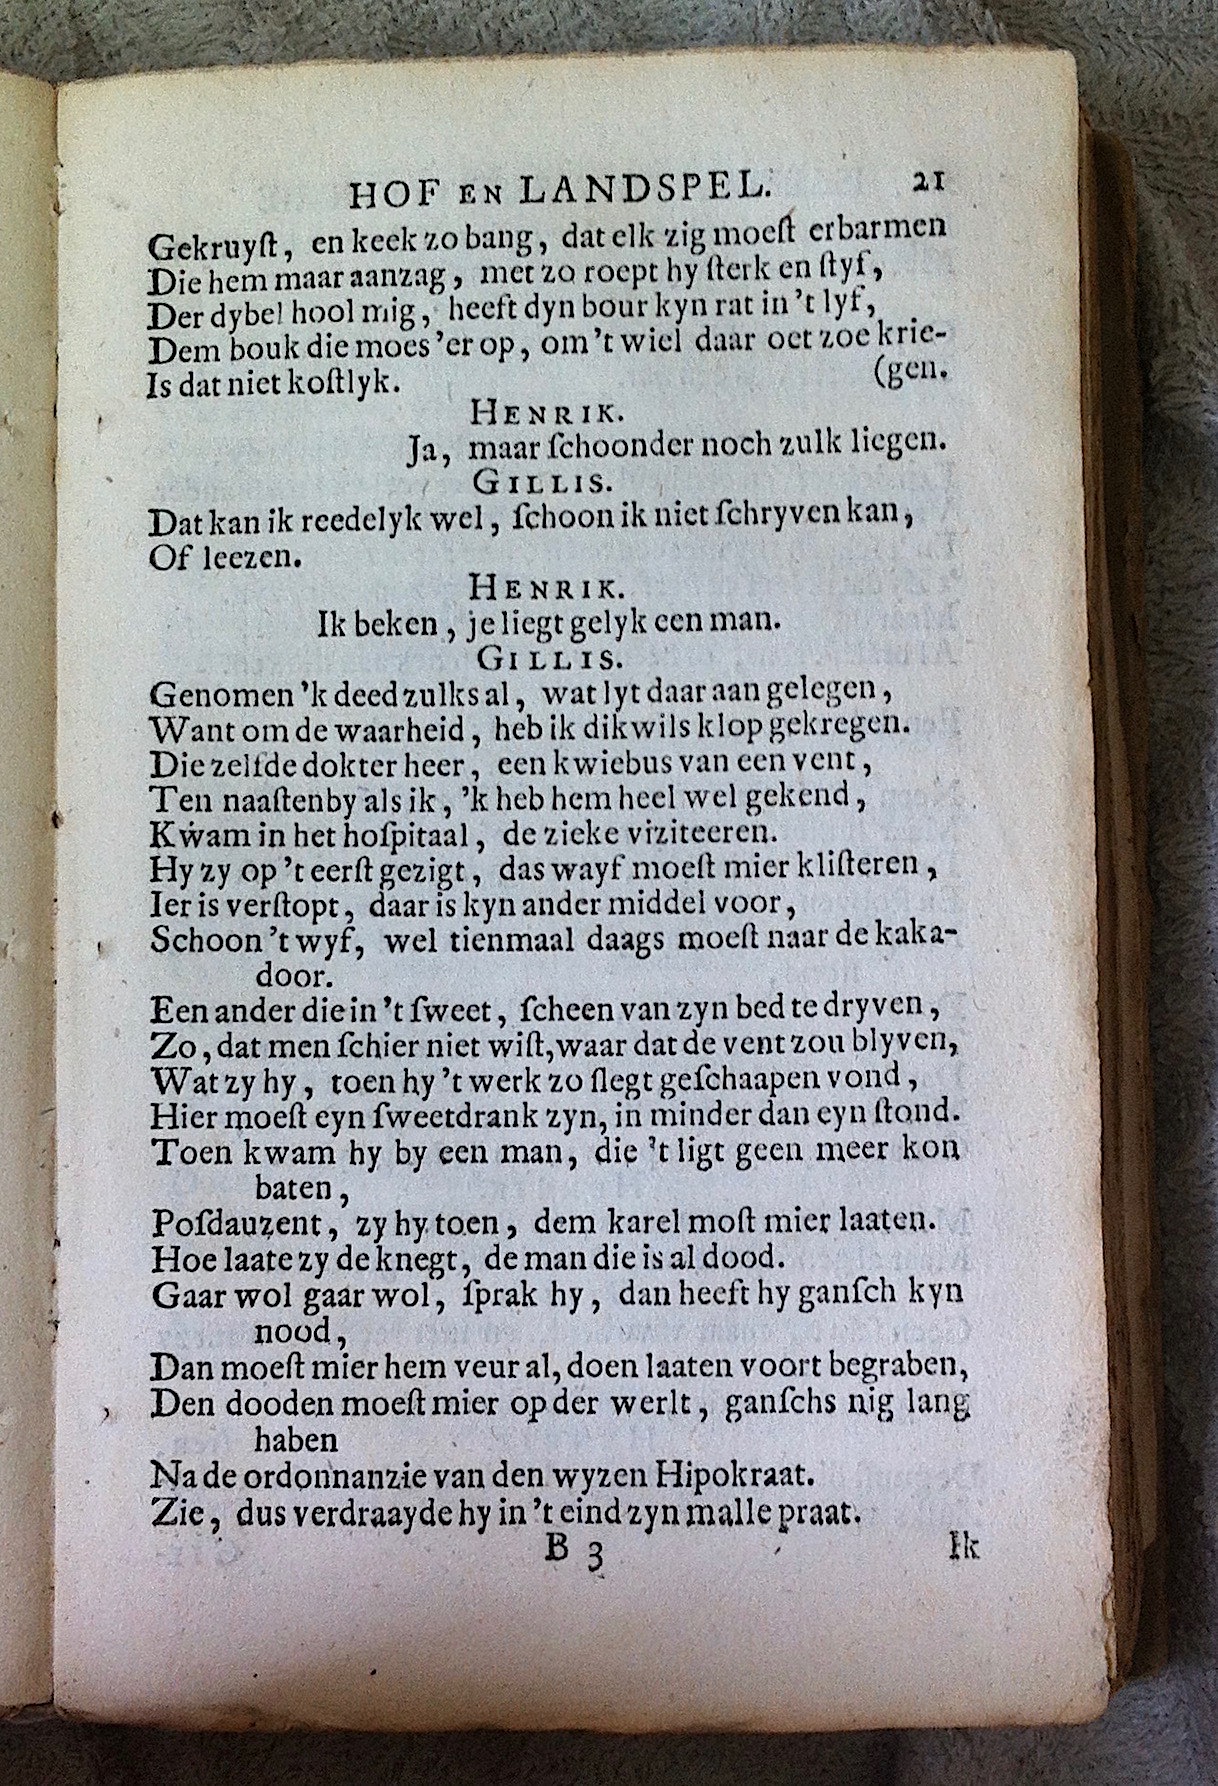 HOF EN LANDSPEL. 21
Gekruyſt, en keek zo bang, dat elk zig moeſt erbarmen
Die hem maar aanzag, met zo roept hy ſterk en ſtyf,
Der dybel hool mig, heeft dyn bour kyn rat in 't lyf,
Dem bouk die moes 'er op, om 't wiel daar oet zoe krie-
Is dat niet koſtlyk. (gen.
HENRIK.
Ja, maar ſchoonder noch zulk liegen.
GILLIS.
Dat kan ik reedelyk wel, ſchoon ik niet ſchryven kan,
Of leezen.
HENRIK.
Ik beken, je liegt gelyk een man.
GILLIS.
Genomen 'k deed zulks al, wat lyt daar aan gelegen,
Want om de waarheid, heb ik dikwils klop gekregen.
Die zelfde dokter heer, een kwiebus van een vent,
Ten naaſtenby als ik, 'k heb hem heel wel gekend,
Kwam in het hoſpitaal, de zieke viziteeren.
Hy zy op 't eerſt gezigt, das wayf moeſt mier kliſteren,
Ier is verſtopt, daar is kyn ander middel voor,
Schoon 't wyf, wel tienmaal daags moeſt naar de kaka-
door.
Een ander die in 't ſweet, ſcheen van zyn bed te dryven,
Zo, dat men ſchier niet wiſt, waar dat de vent zou blyven,
Wat zy hy, toen hy 't werk zo ſlegt geſchaapen vond,
Hier moeſt eyn ſweetdrank zyn, in minder dan eyn ſtond.
Toen kwam hy by een man, die 't ligt geen meer kon
baten,
Poſdauzent, zy hy toen, dem karel moſt mier laaten.
Hoe laate zy de knegt, de man die is al dood.
Gaar wol gaar wol, ſprak hy, dan heeft hy ganſch kyn
nood,
Dan moeſt mier hem veur al, doen laaten voort begraben,
Den dooden moeſt mier op der werlt, ganſchs nig lang
haben
Na de ordonnanzie van den wyzen Hipokraat.
Zie, dus verdraayde hy in 't eind zyn malle praat.
B 3 Ik